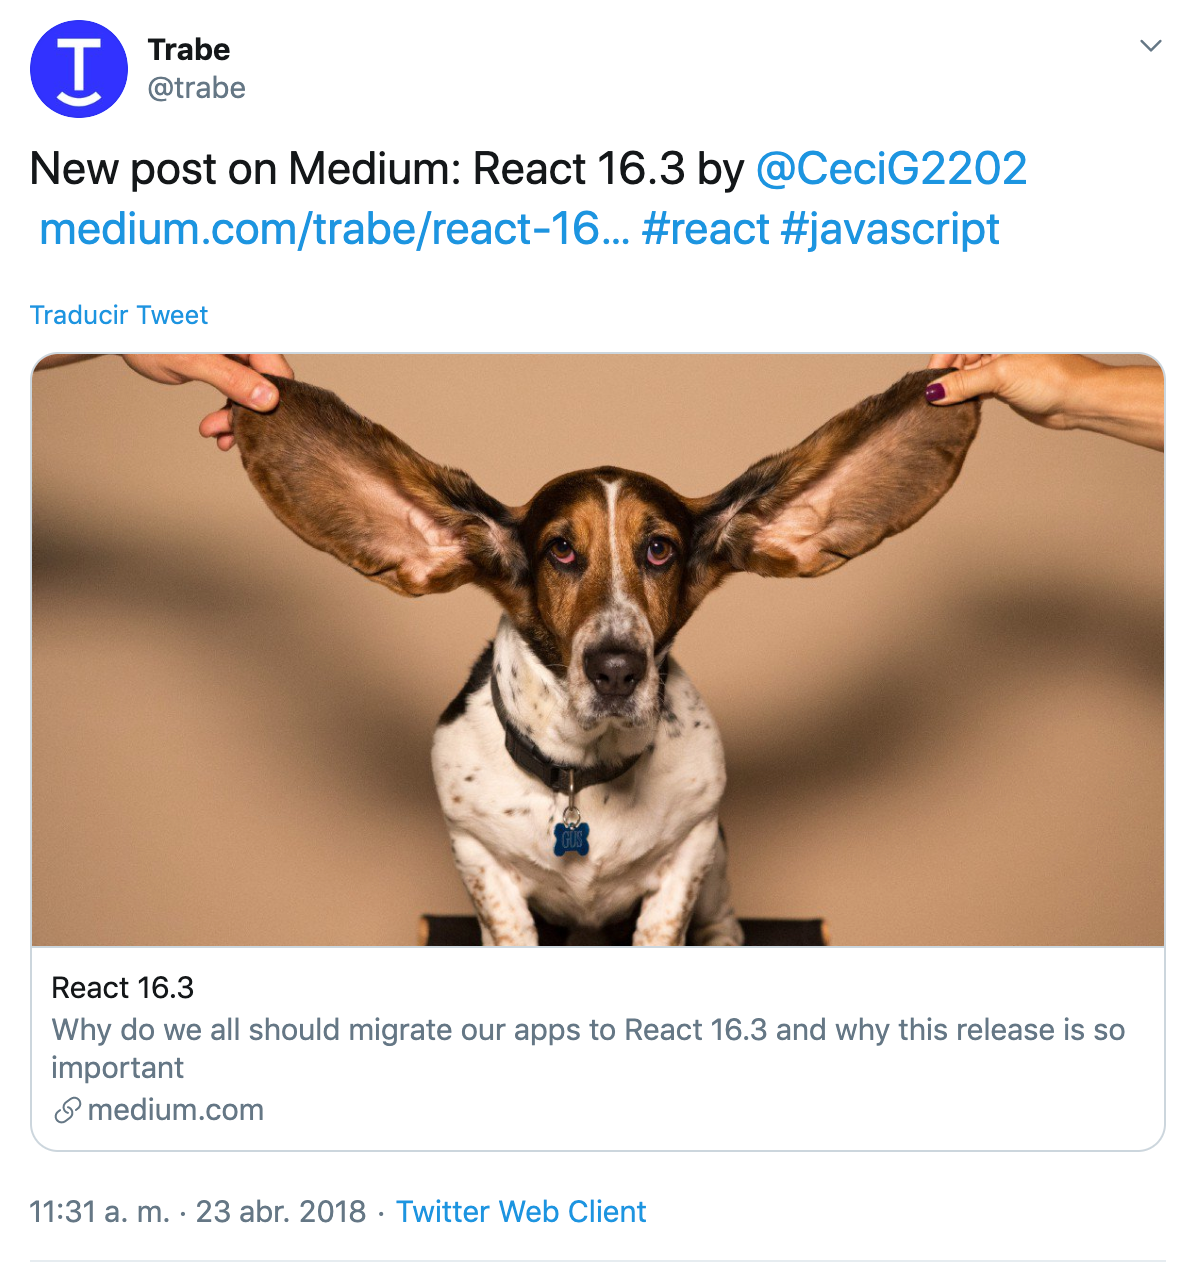 T
Trabe
@trabe
New post on Medium: React 16.3 by @CeciG2202
medium.com/trabe/react-16... #react #javascript
Traducir Tweet
GUS
React 16.3
Why do we all should migrate our apps to React 16.3 and why this release is so
important
medium.com
11:31 a. m. · 23 abr. 2018 · Twitter Web Client